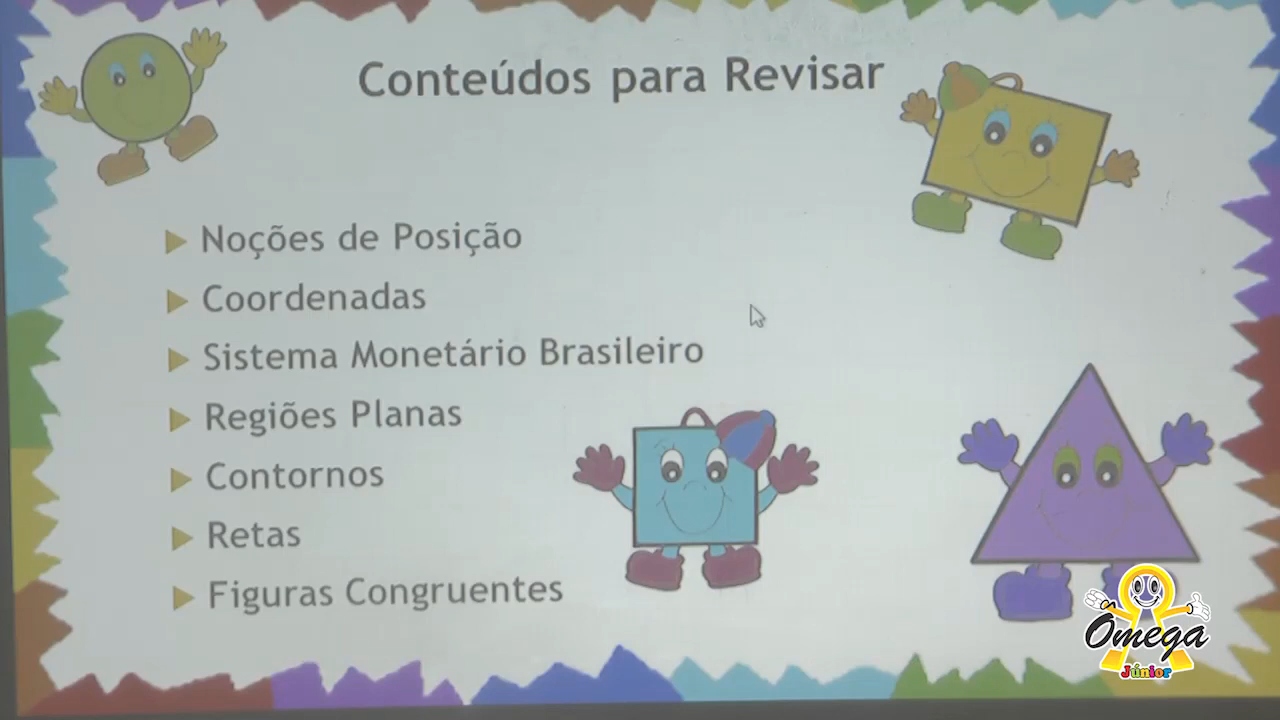 Conteúdos para Revisar
Noções de Posição
Coordenadas
Sistema Monetário Brasileiro
Regiões Planas
Contornos
Retas
Figuras Congruentes
Ômega
Júnior